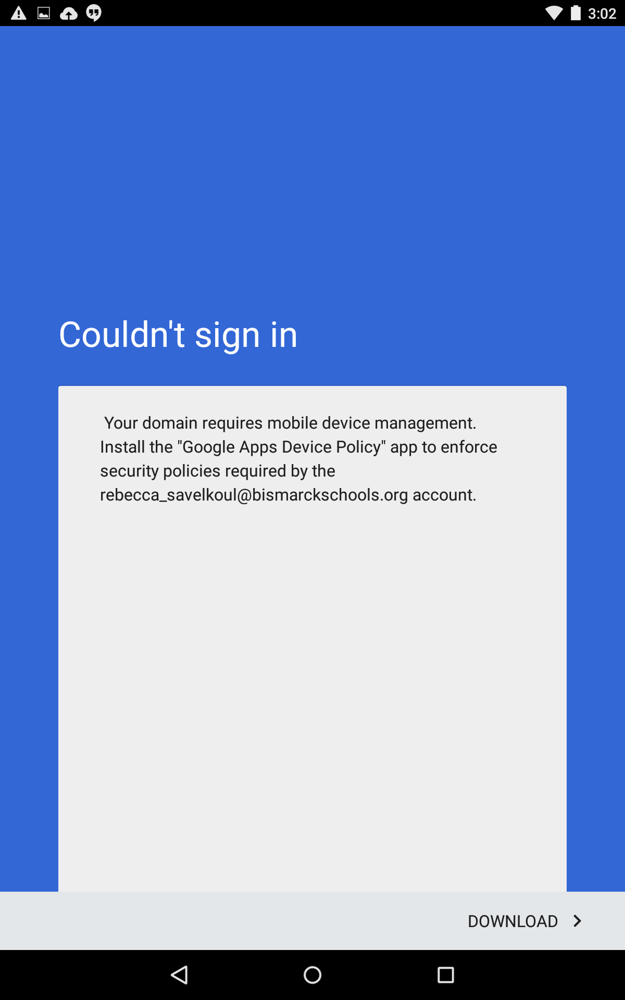 3:02
Couldn't sign in
Your domain requires mobile device management.
Install the "Google Apps Device Policy" app to enforce
security policies required by the
rebecca_savelkoul@bismarckschools.org account.
DOWNLOAD